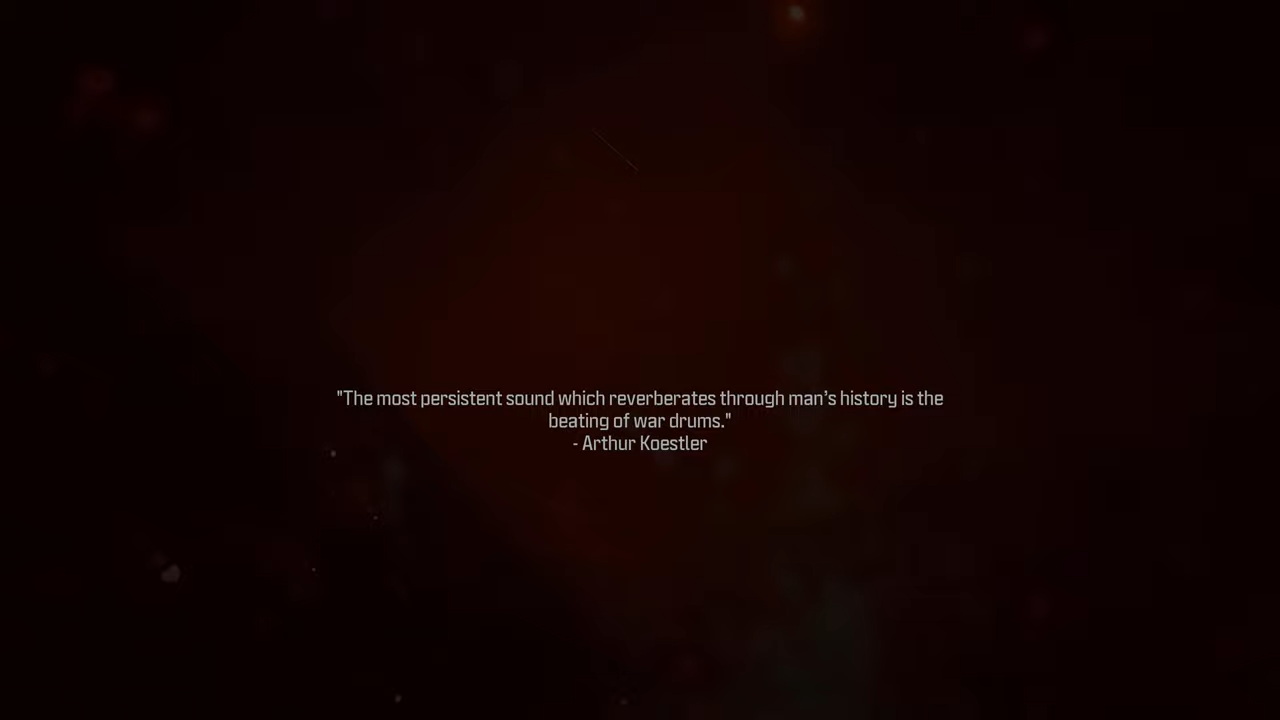 "The most persistent sound which reverberates through man's history is the
beating of war drums."
- Arthur Koestler